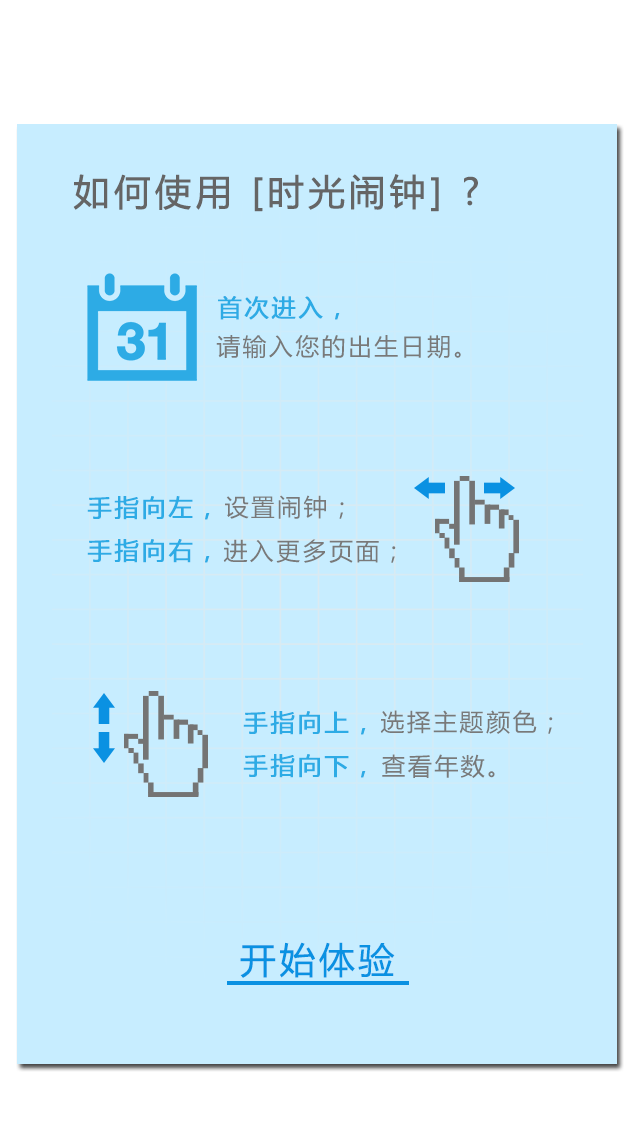 如何使用 [时光闹钟] ?
31
首次进入，
请输入您的出生日期。
手指向左，设置闹钟；
手指向右，进入更多页面；
手指向上，选择主题颜色；
手指向下，查看年数。
开始体验